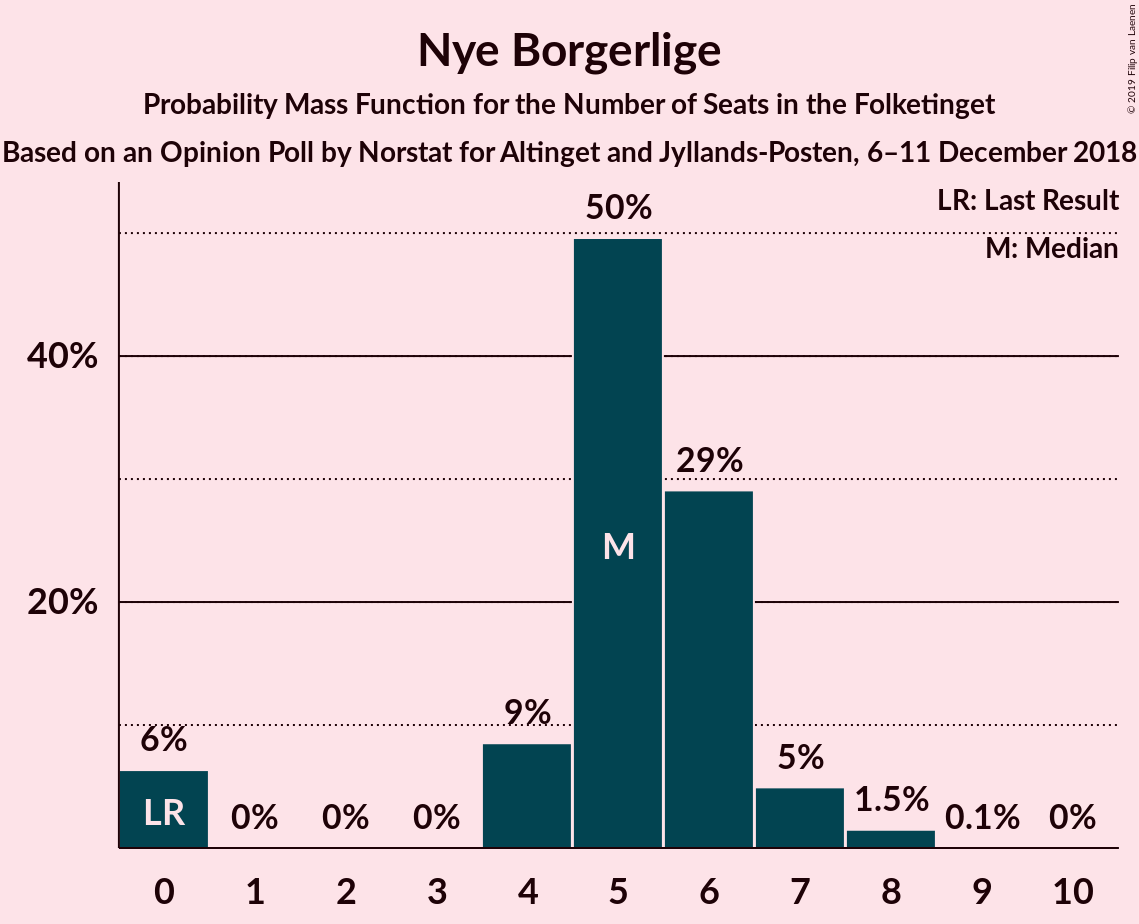 Nye Borgerlige
Probability Mass Function for the Number of Seats in the Folketinget
Based on an Opinion Poll by Norstat for Altinget and Jyllands-Posten, 6–11 December 2018
© 2019 Filip van Laenen
LR: Last Result
M: Median
40%
20%
6%
0%
0%
0%
9%
50%
29%
5%
1.5%
0.1%
0%
LR
M
0 1 2 3 4 5 6 7 8 9 10